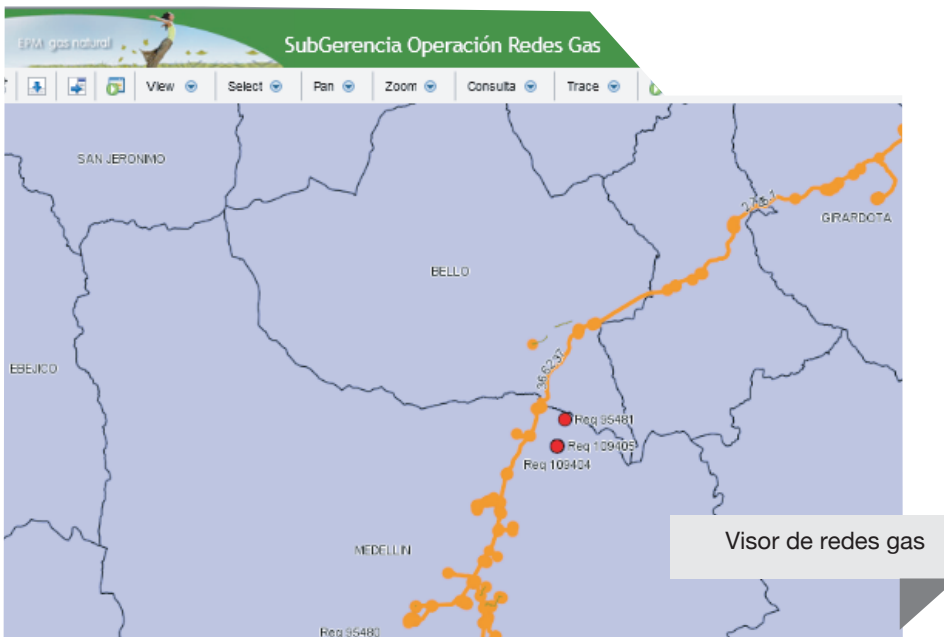 EPM gas natural
SubGerencia Operación Redes Gas
View Select Pan Zoom Consulta Trace
SAN JERONIMO
GIRARDOTA
BELLO
EBEJICO
Req 95481
Req 109405
Req 109404
MEDELLIN
Visor de redes gas
Req 95480